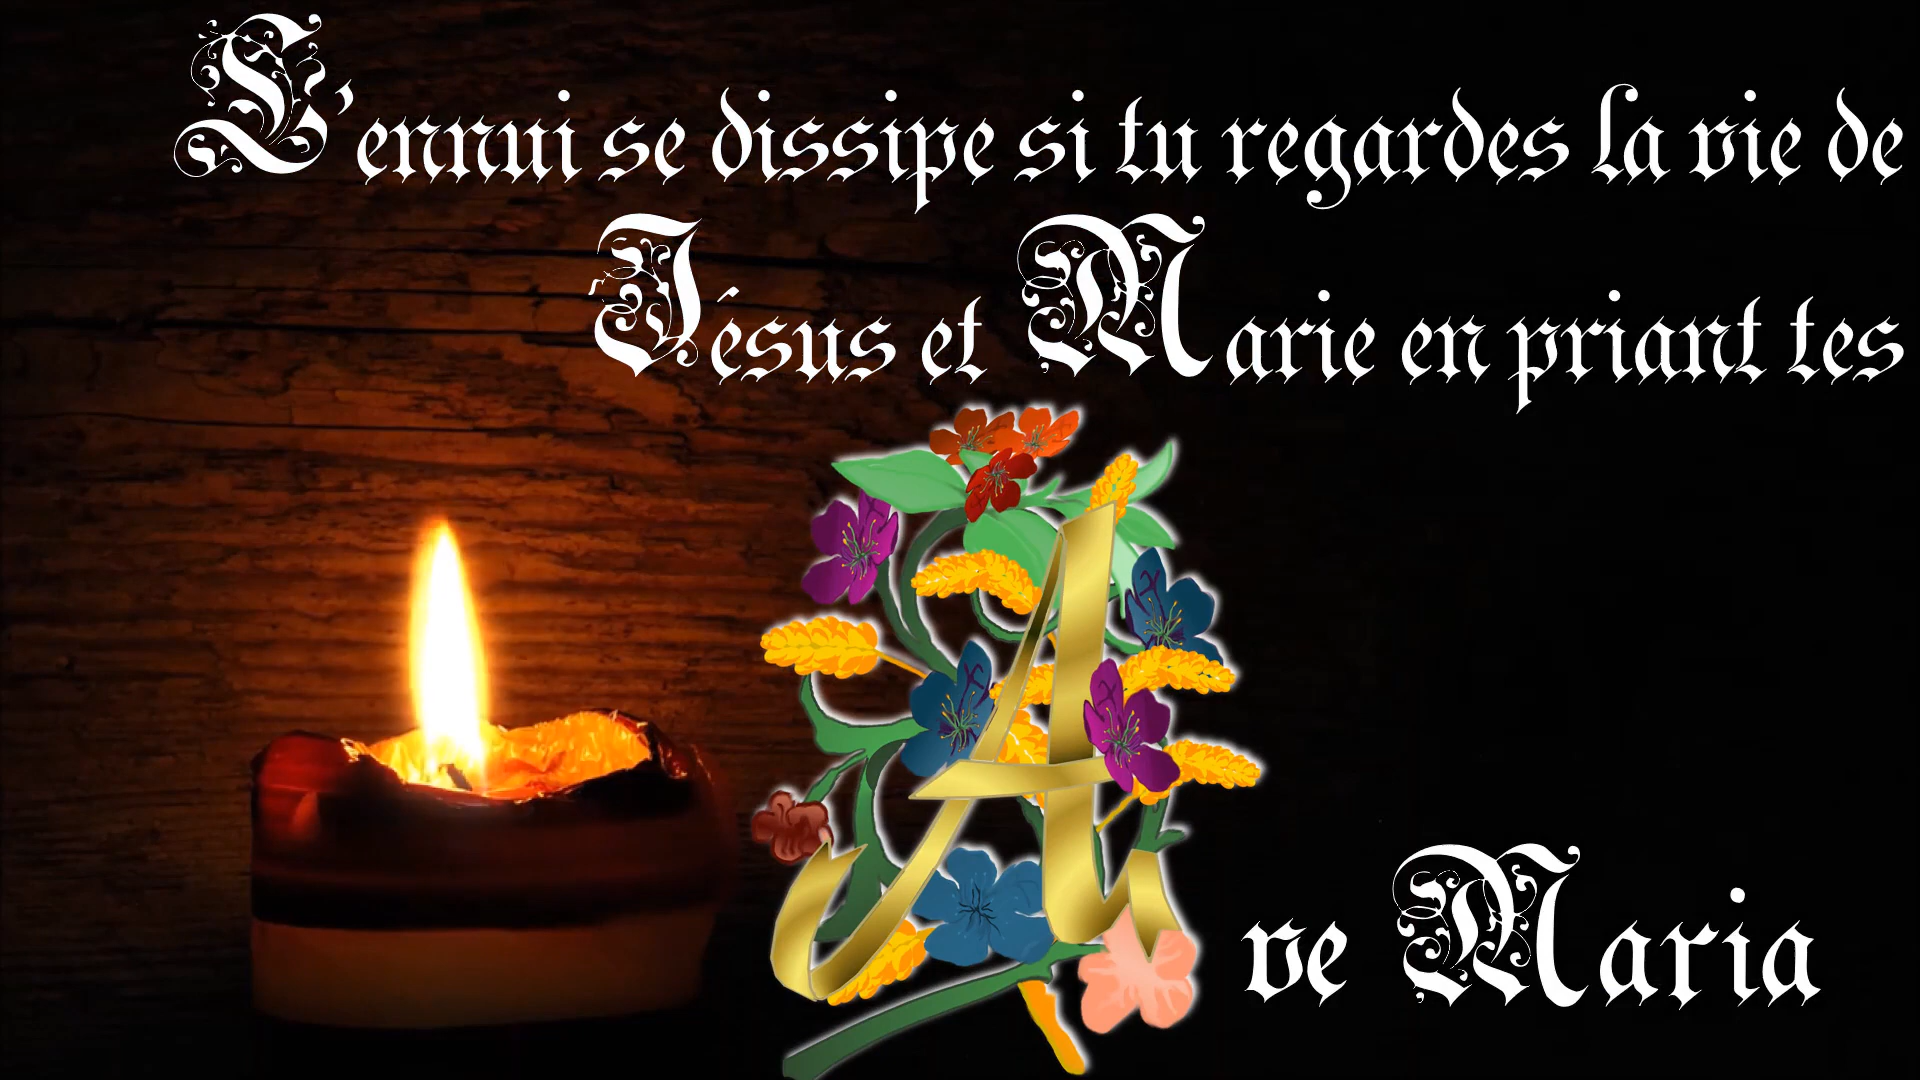 L'ennui se dissipe si tu regardes la vie de
Jésus et Marie en priant tes
Ave Maria